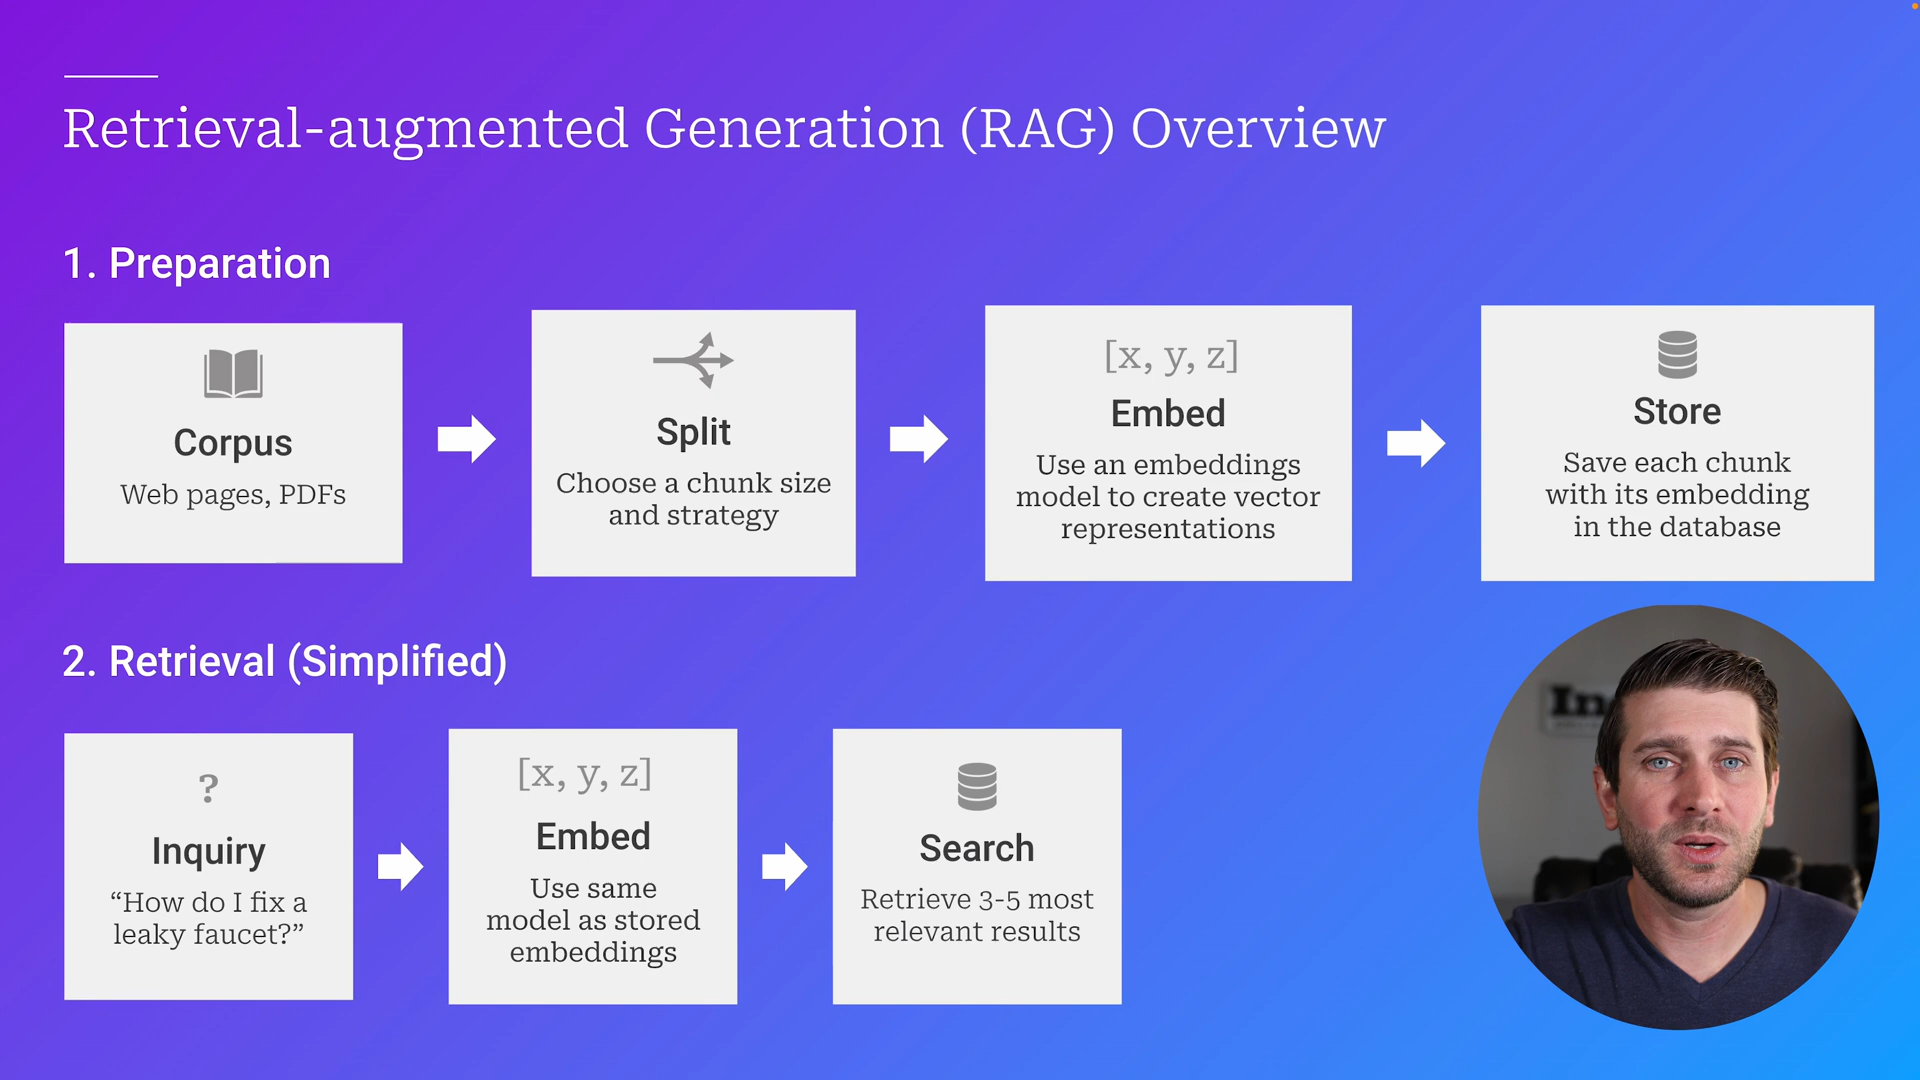 Retrieval-augmented Generation (RAG) Overview
1. Preparation
Corpus
Web pages, PDFs
Split
Choose a chunk size
and strategy
[x, y, z]
Embed
Use an embeddings
model to create vector
representations
Store
Save each chunk
with its embedding
in the database
2. Retrieval (Simplified)
?
Inquiry
“How do I fix a
leaky faucet?”
[x, y, z]
Embed
Use same
model as stored
embeddings
Search
Retrieve 3-5 most
relevant results